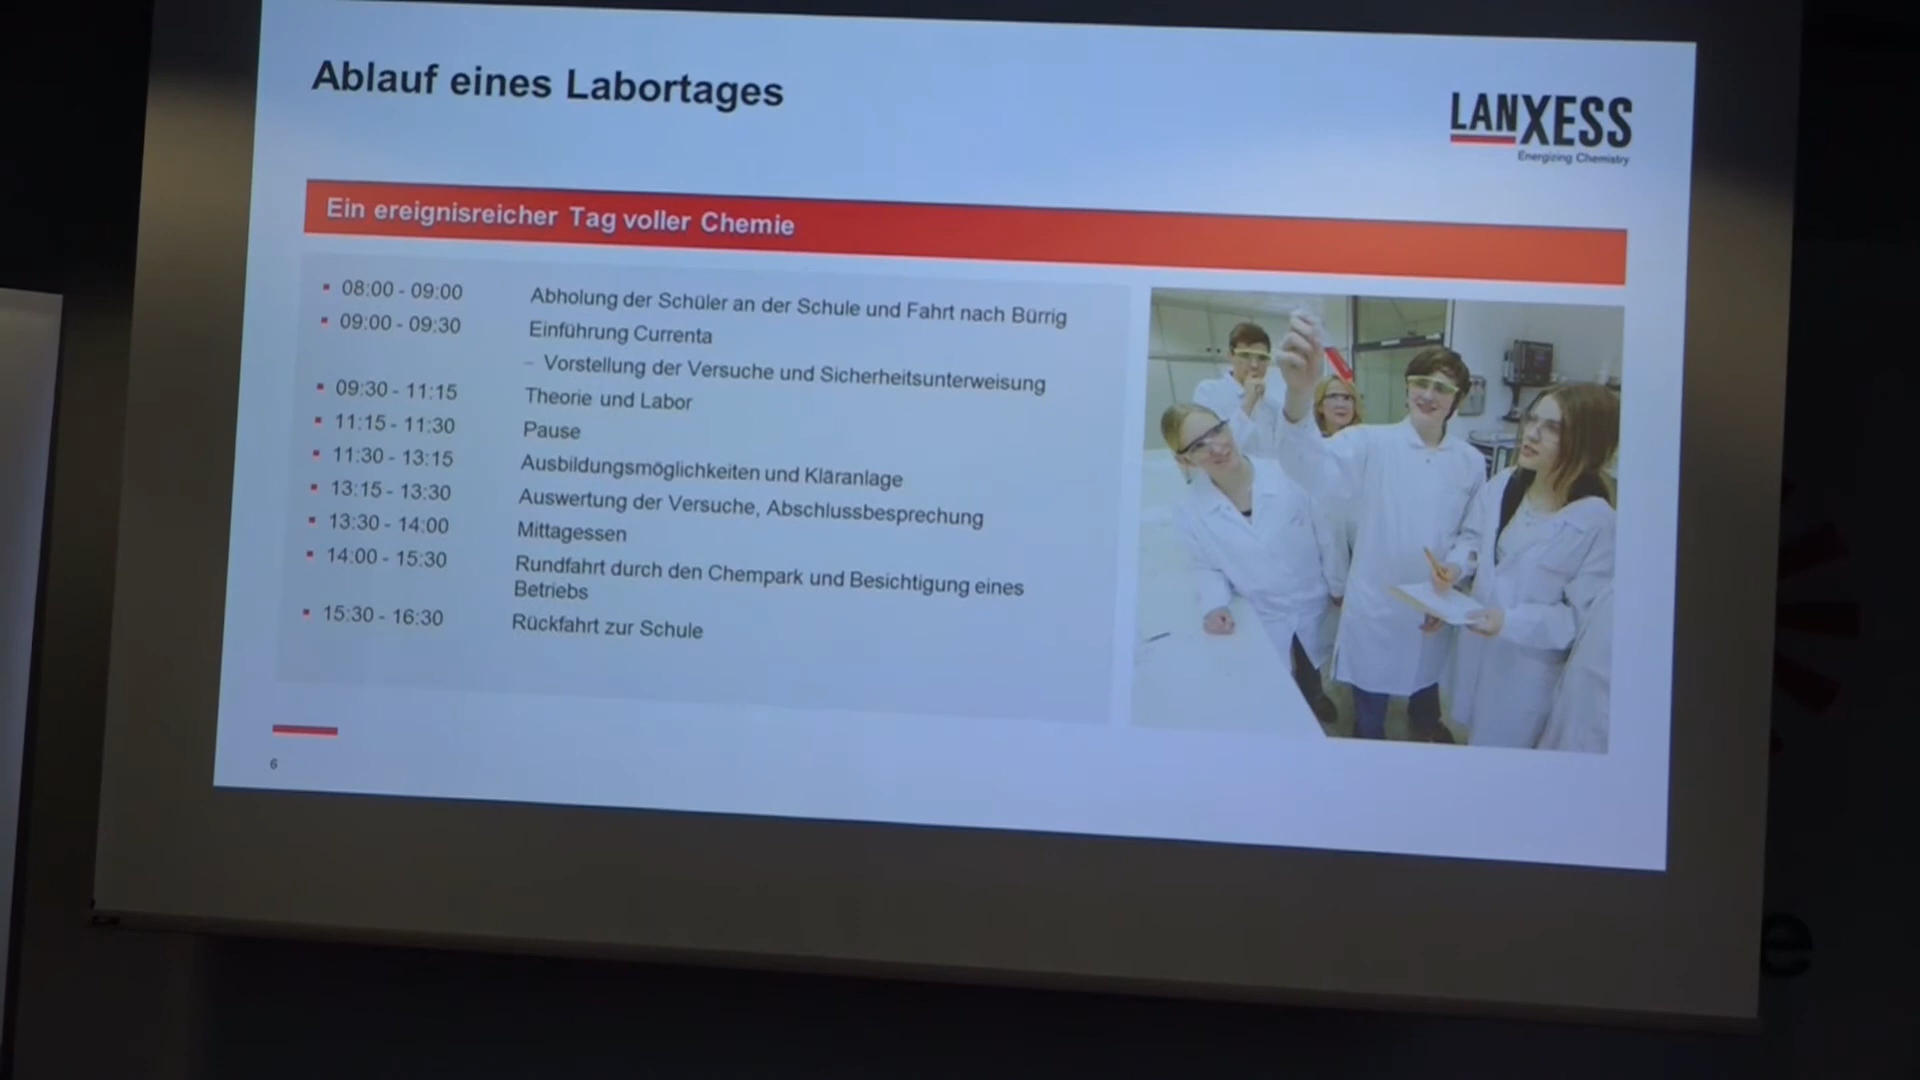 Ablauf eines Labortages
LANXESS
Energizing Chemistry
Ein ereignisreicher Tag voller Chemie
08:00 - 09:00 Abholung der Schüler an der Schule und Fahrt nach Bürrig
09:00 - 09:30 Einführung Currenta
– Vorstellung der Versuche und Sicherheitsunterweisung
09:30 - 11:15 Theorie und Labor
11:15 - 11:30 Pause
11:30 - 13:15 Ausbildungsmöglichkeiten und Kläranlage
13:15 - 13:30 Auswertung der Versuche, Abschlussbesprechung
13:30 - 14:00 Mittagessen
14:00 - 15:30 Rundfahrt durch den Chempark und Besichtigung eines
Betriebs
15:30 - 16:30 Rückfahrt zur Schule
6
e